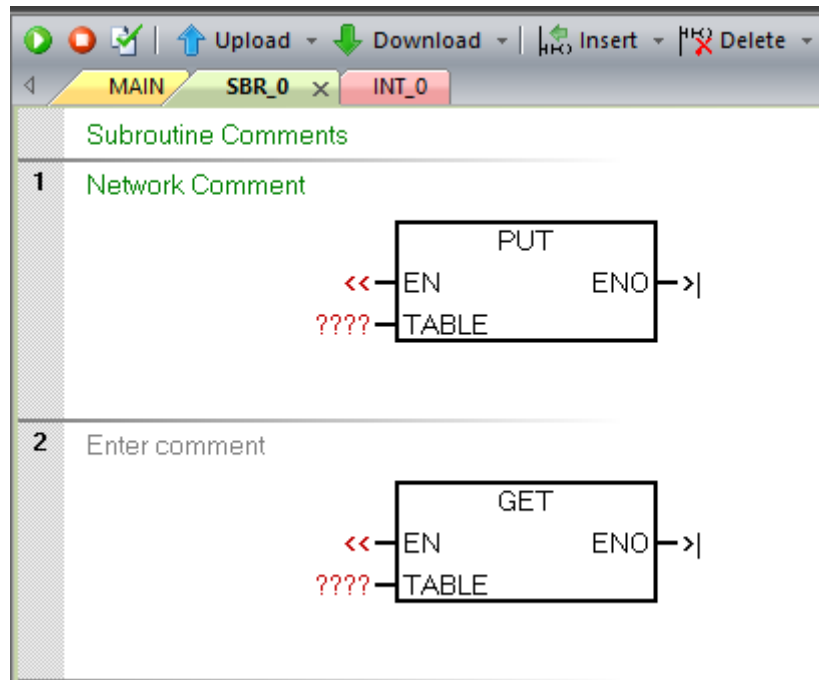 Upload Download Insert Delete
MAIN SBR_0 INT_0
Subroutine Comments
1 Network Comment
PUT
<< EN ENO >|
???? TABLE
2 Enter comment
GET
<< EN ENO >|
???? TABLE